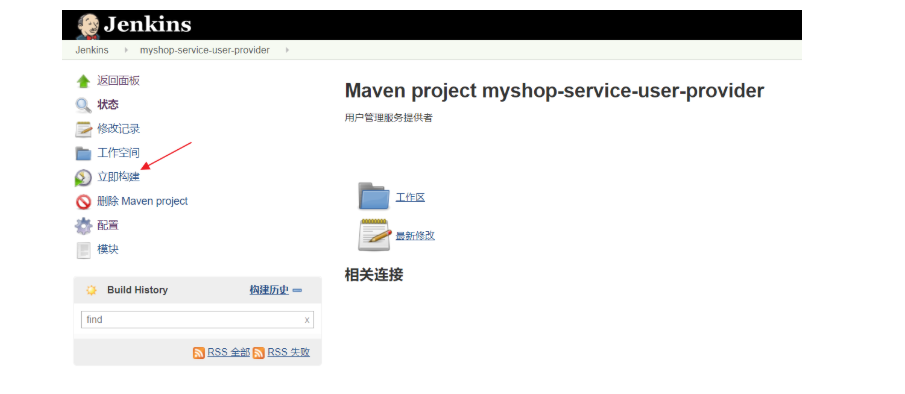 Jenkins
Jenkins myshop-service-user-provider
返回面板
状态
修改记录
工作空间
立即构建
删除 Maven project
配置
模块
Build History 构建历史
find x
RSS 全部 RSS 失败
Maven project myshop-service-user-provider
用户管理服务提供者
工作区
最新修改
相关连接